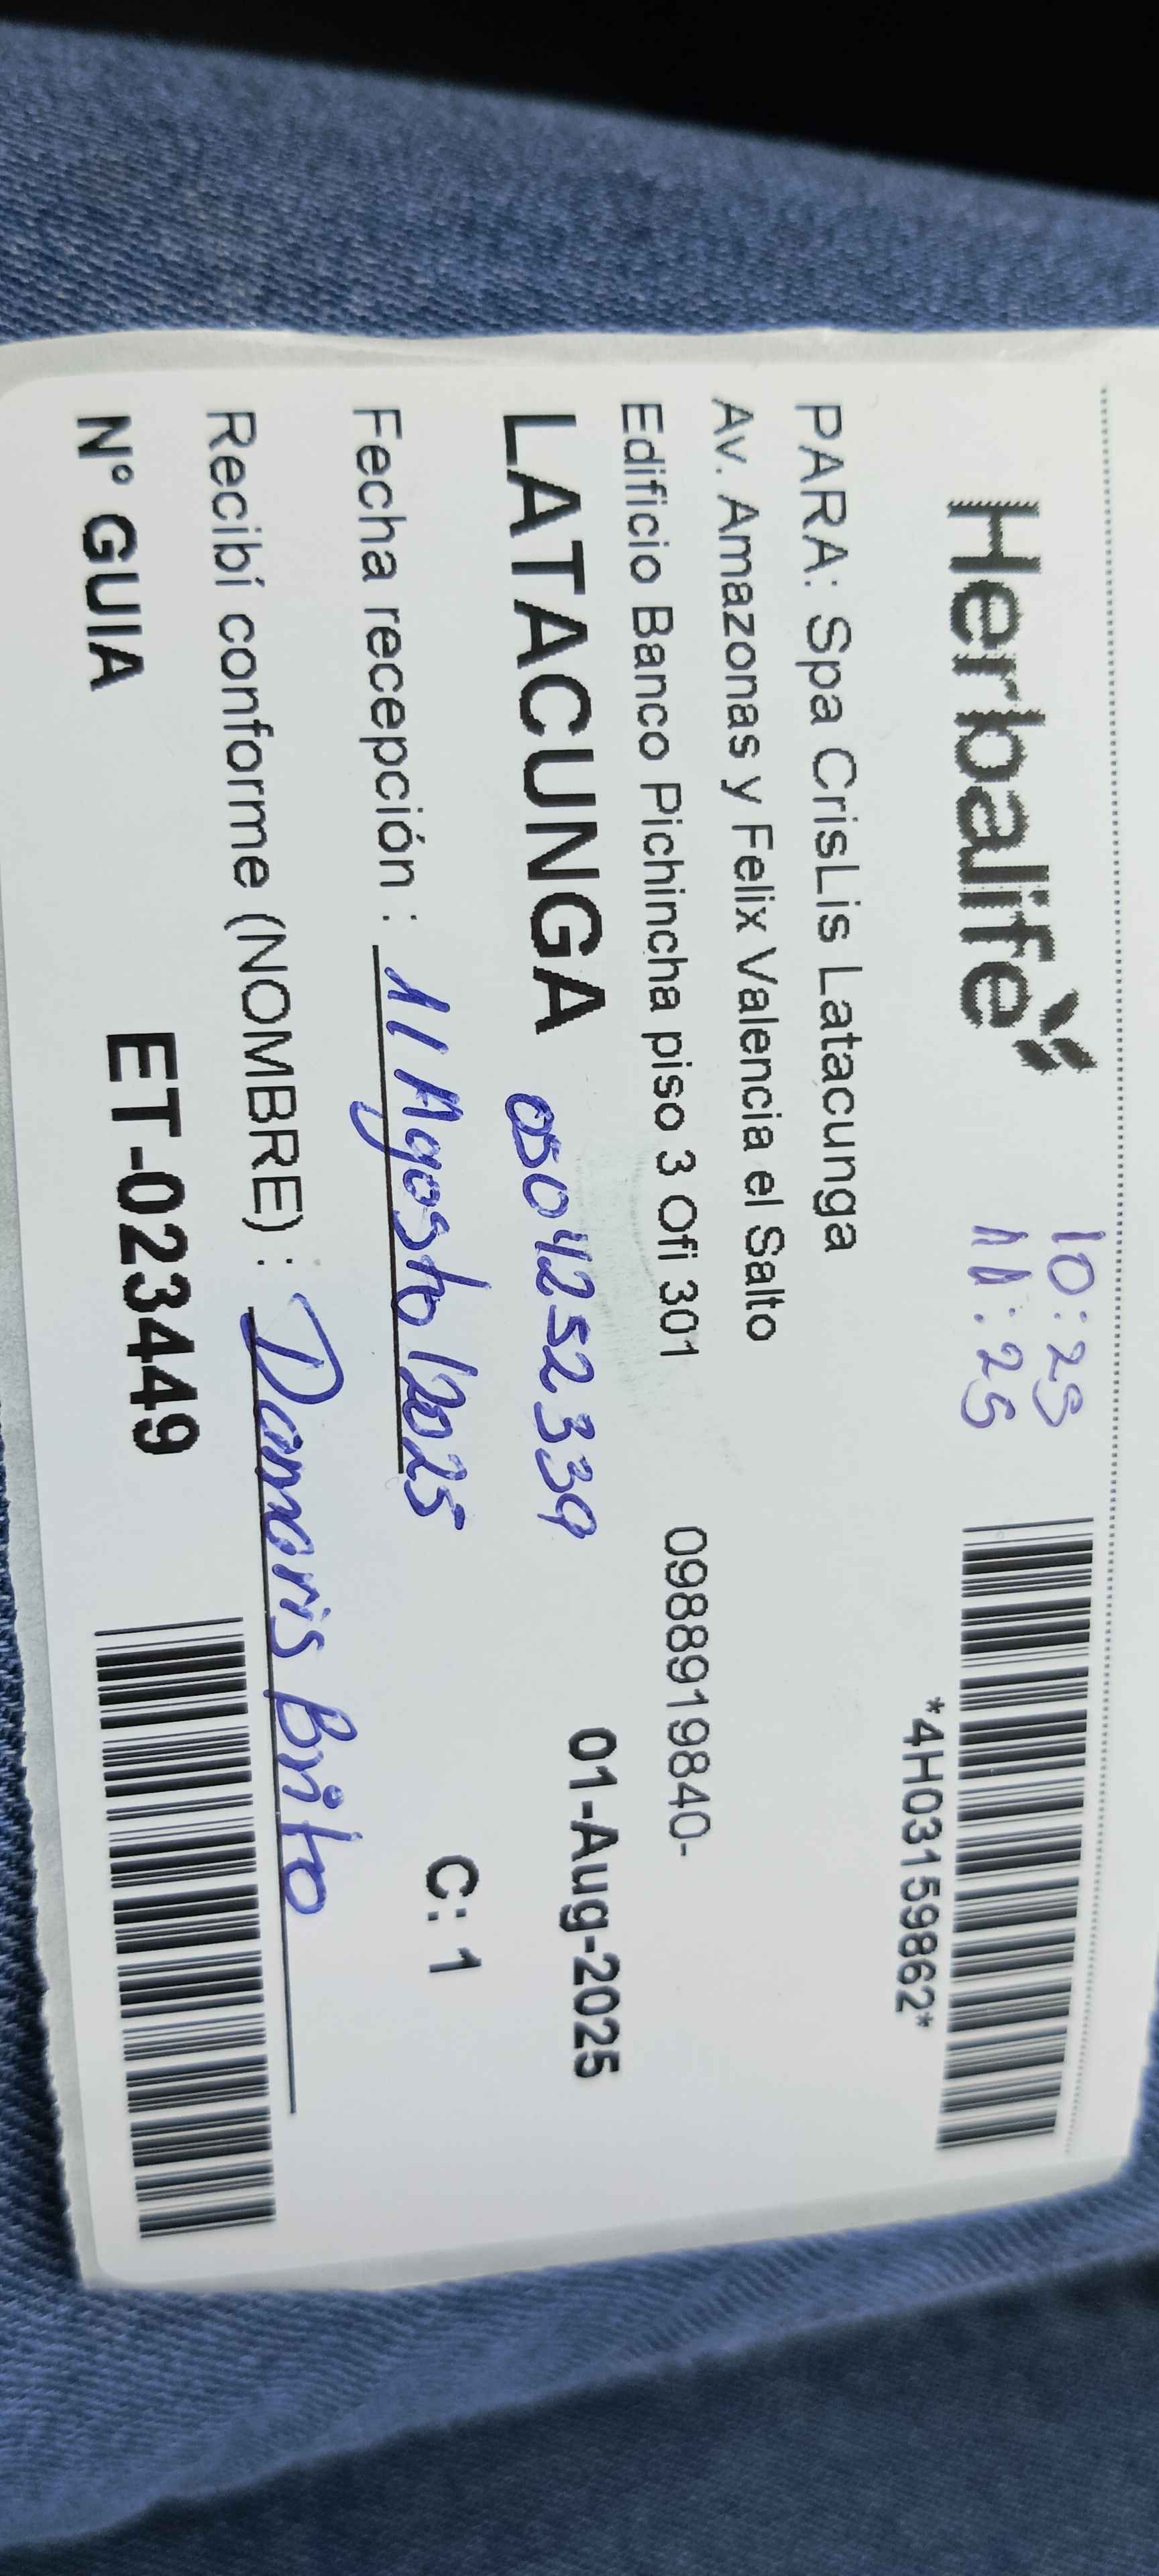 Herbalife
10:25
11:25
*4H03159862*
PARA: Spa CrisLis Latacunga
Av. Amazonas y Felix Valencia el Salto
Edificio Banco Pichincha piso 3 Ofi 301 0988919840-
LATACUNGA 0504252339 01-Aug-2025
Fecha recepción : 11 Agosto / 2025 C: 1
Recibí conforme (NOMBRE) : Damaris Brito
N° GUIA ET-023449